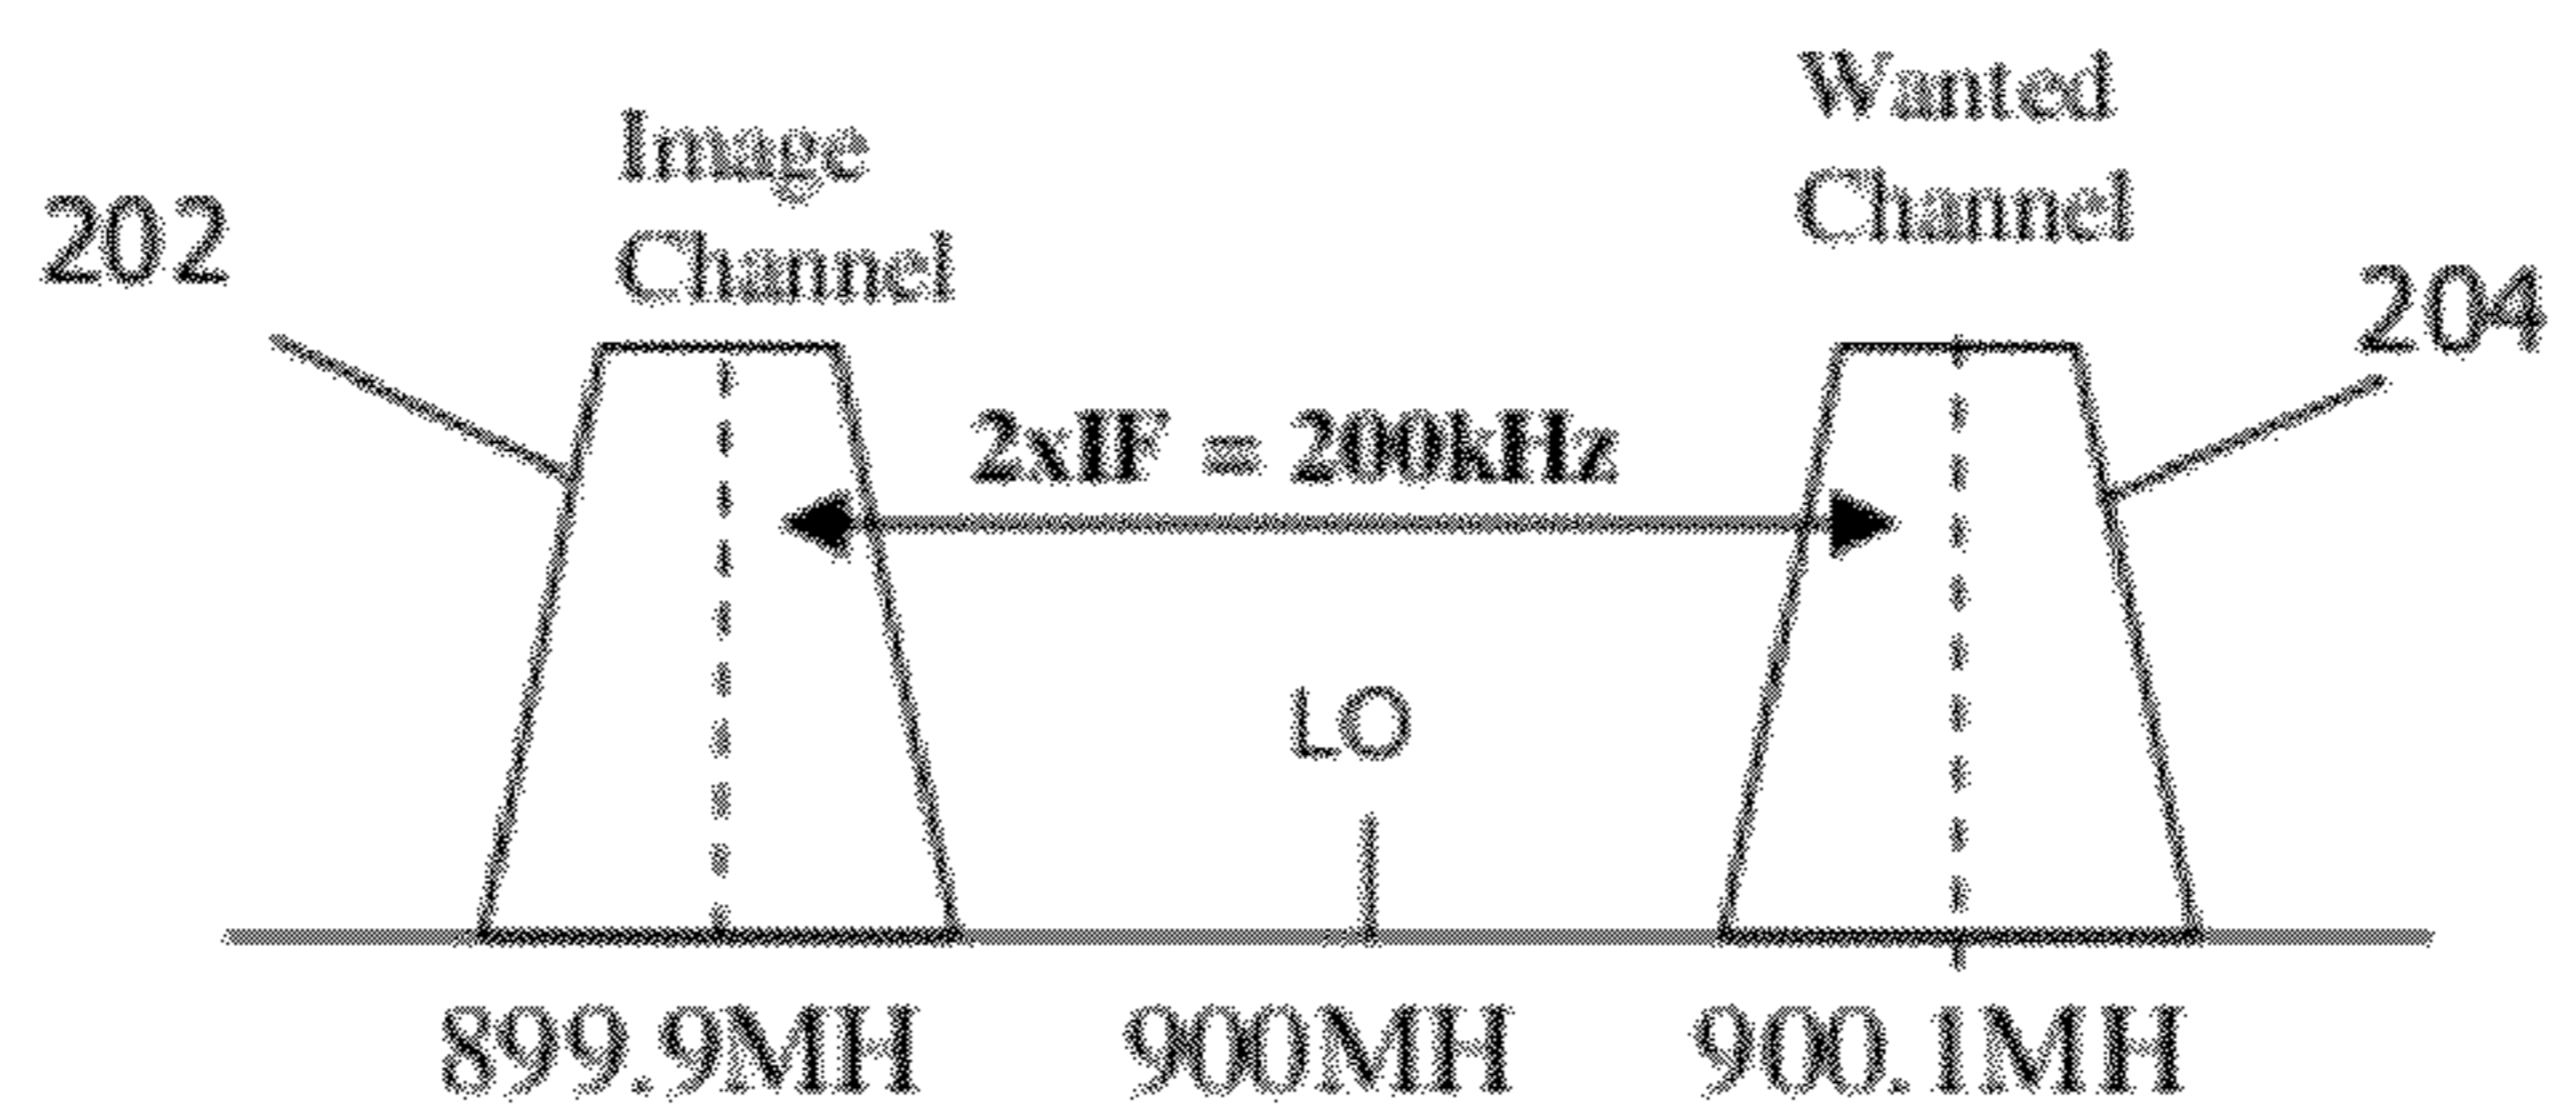 Wanted
Channel
Image
Channel
202
204
2xIF = 200kHz
LO
899.9MH
900MH
900.1MH